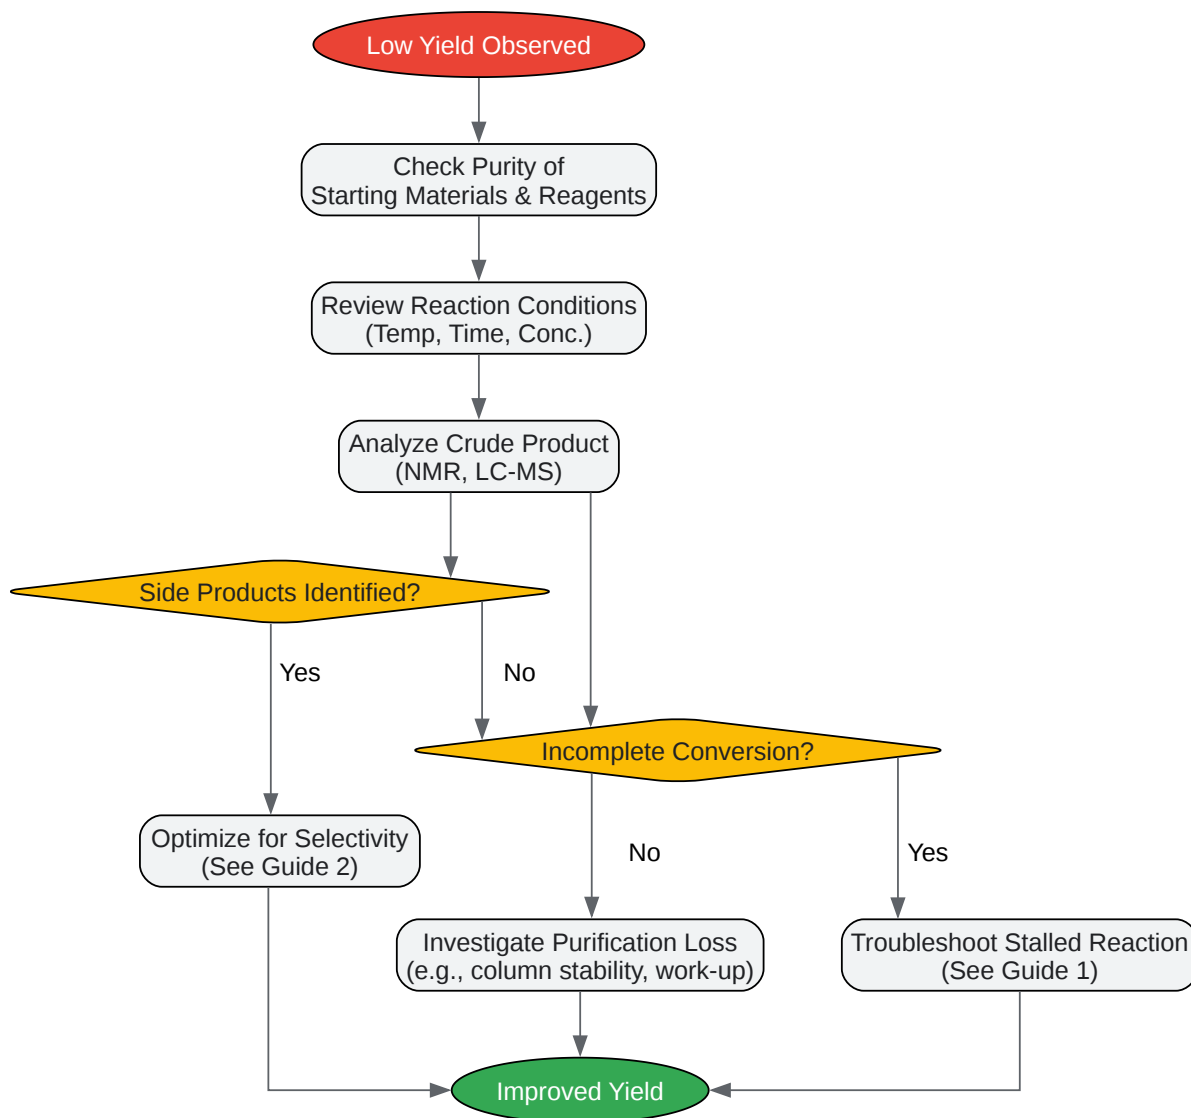 Low Yield Observed
Check Purity of
Starting Materials & Reagents
Review Reaction Conditions
(Temp, Time, Conc.)
Analyze Crude Product
(NMR, LC-MS)
Side Products Identified?
Yes
No
Incomplete Conversion?
Optimize for Selectivity
(See Guide 2)
No
Yes
Investigate Purification Loss
(e.g., column stability, work-up)
Troubleshoot Stalled Reaction
(See Guide 1)
Improved Yield